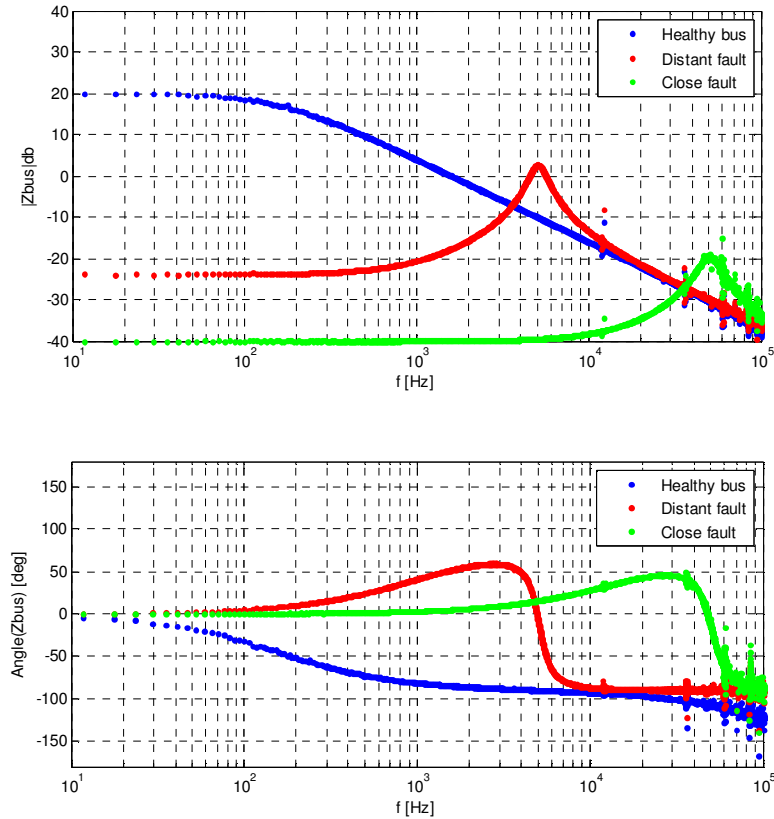 40
30
20
10
0
-10
-20
-30
-40
|Zbus|db
Healthy bus
Distant fault
Close fault
10^1
10^2
10^3
10^4
10^5
f [Hz]
150
100
50
0
-50
-100
-150
Angle(Zbus) [deg]
Healthy bus
Distant fault
Close fault
10^1
10^2
10^3
10^4
10^5
f [Hz]